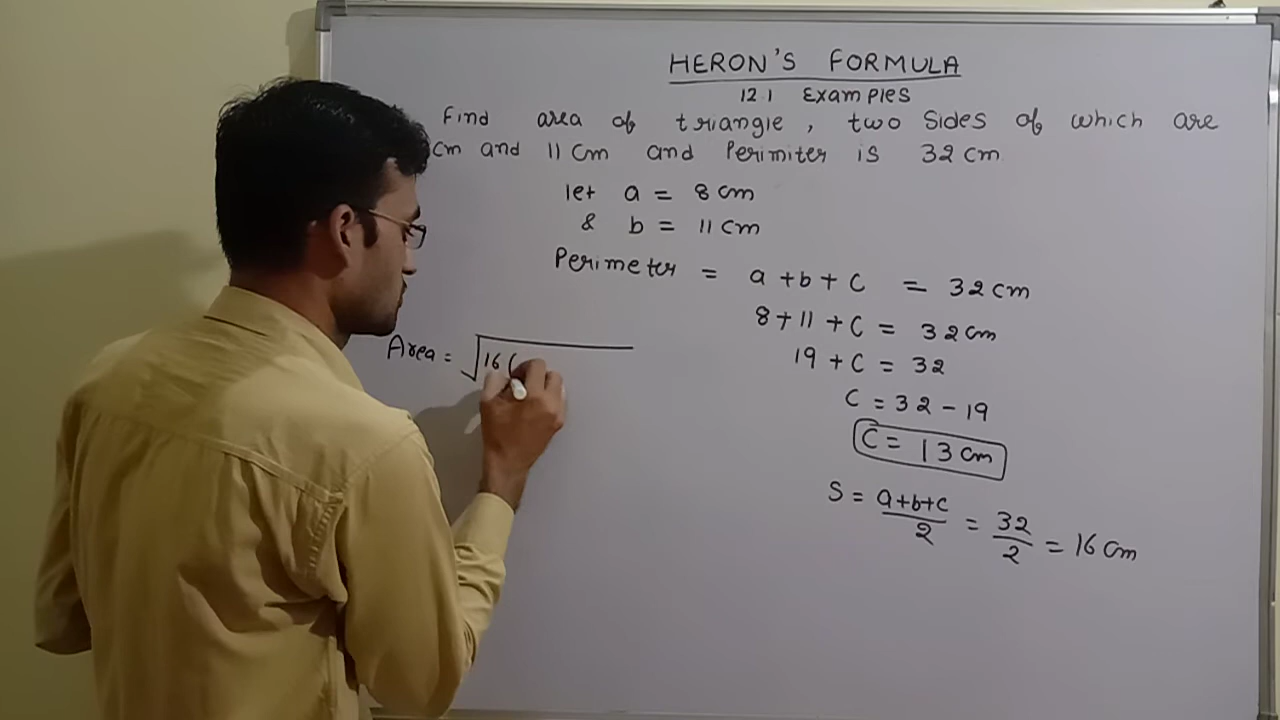 HERON'S FORMULA
12.1 Examples
Find area of triangle, two sides of which are
cm and 11 cm and Perimiter is 32 cm
let a = 8 cm
& b = 11 cm
Perimeter = a + b + c = 32 cm
8 + 11 + c = 32 cm
19 + c = 32
c = 32 - 19
c = 13 cm
S = a+b+c/2 = 32/2 = 16 cm
Area = √16 (